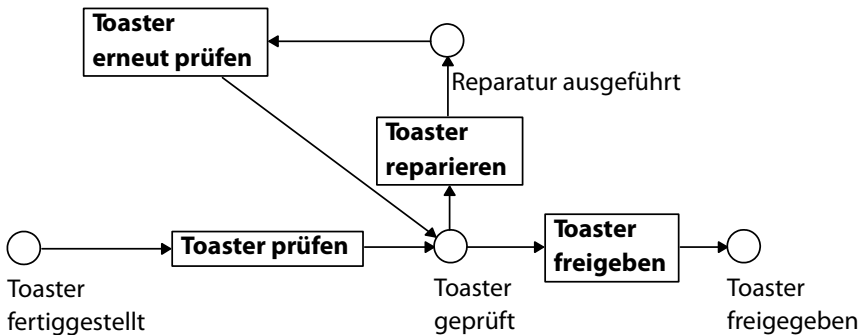 Toaster
erneut prüfen
Reparatur ausgeführt
Toaster
reparieren
Toaster prüfen
Toaster
freigeben
Toaster
fertiggestellt
Toaster
geprüft
Toaster
freigegeben